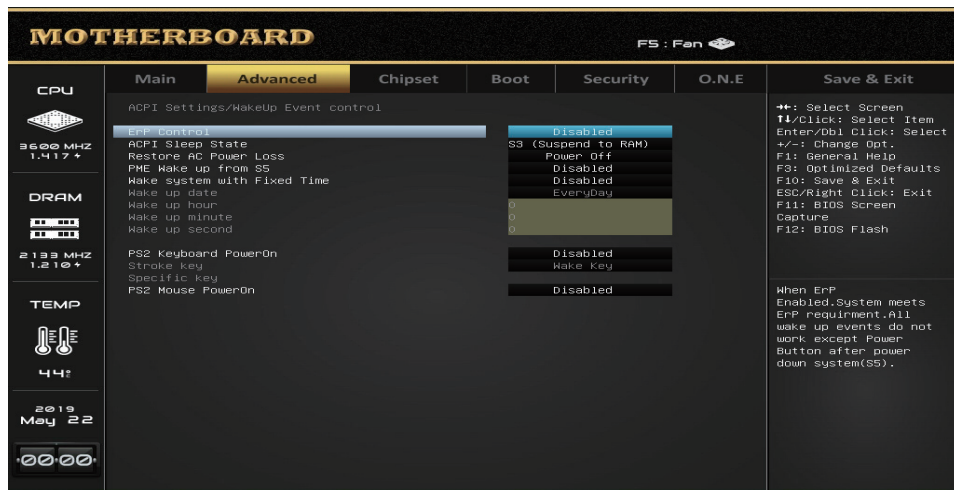 MOTHERBOARD
F5 : Fan
Main Advanced Chipset Boot Security O.N.E Save & Exit
CPU
3600 MHZ
1.417 +
DRAM
2133 MHZ
1.210 +
TEMP
44℃
2019
May 22
00:00
ACPI Settings/WakeUp Event control
ErP Control Disabled
ACPI Sleep State S3 (Suspend to RAM)
Restore AC Power Loss Power Off
PME Wake up from S5 Disabled
Wake system with Fixed Time Disabled
Wake up date EveryDay
Wake up hour 0
Wake up minute 0
Wake up second 0
PS2 Keyboard PowerOn Disabled
Stroke key Wake Key
Specific key
PS2 Mouse PowerOn Disabled
→←: Select Screen
↑↓/Click: Select Item
Enter/Dbl Click: Select
+/-: Change Opt.
F1: General Help
F3: Optimized Defaults
F10: Save & Exit
ESC/Right Click: Exit
F11: BIOS Screen
Capture
F12: BIOS Flash
When ErP
Enabled.System meets
ErP requirment.All
wake up events do not
work except Power
Button after power
down system(S5).